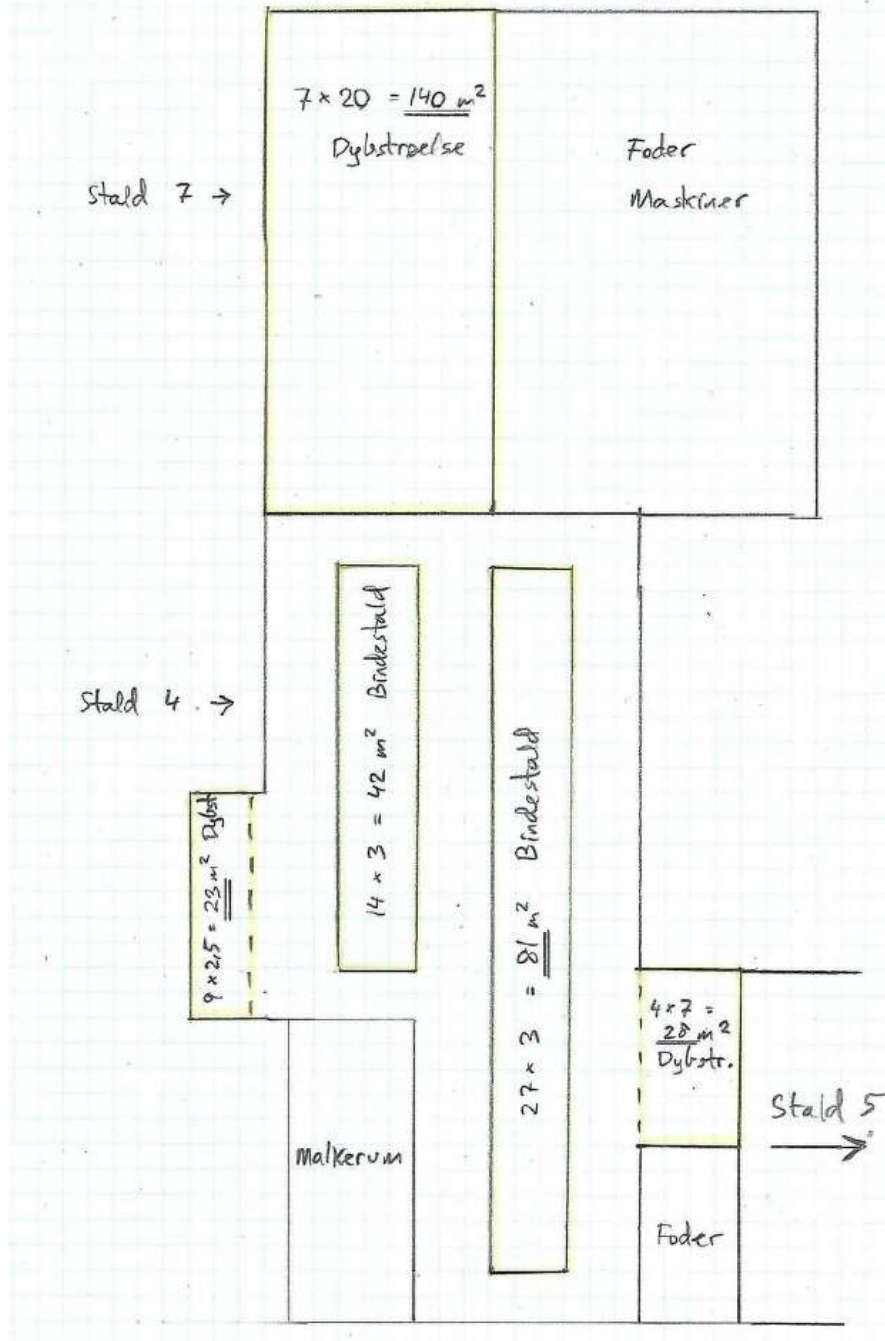 7 × 20 = 140 m²
Dybstrøelse
Foder
Maskiner
Stald 7 →
Stald 4 →
14 × 3 = 42 m² Bindestald
27 × 3 = 81 m² Bindestald
9 × 2,5 = 23 m² Dybst
4 × 7 =
28 m²
Dybstr.
Stald 5
Malkerum
Foder